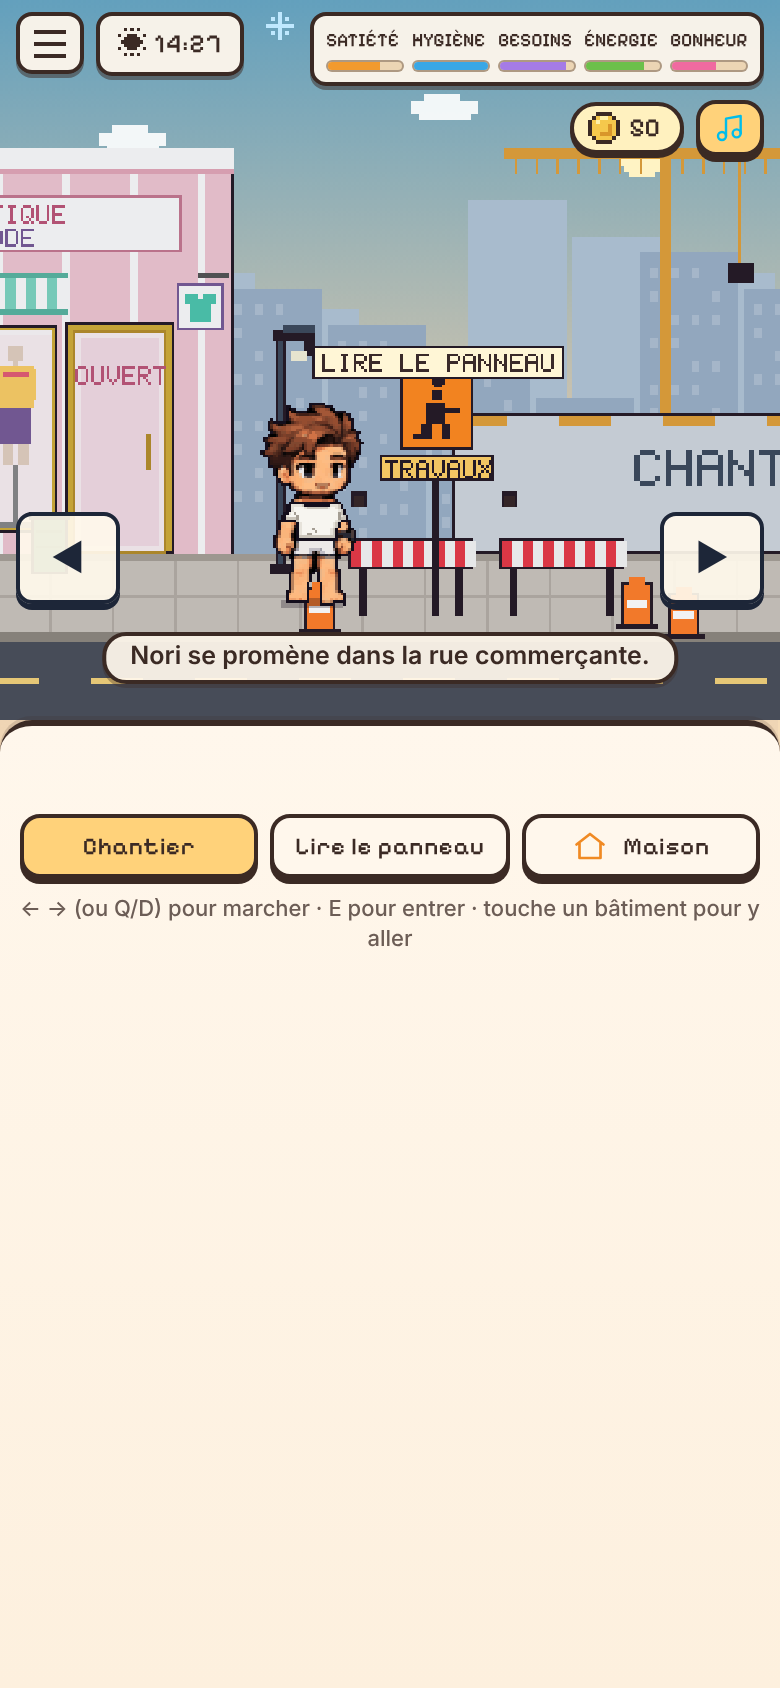 14:27
SATIÉTÉ HYGIÈNE BESOINS ÉNERGIE BONHEUR
80
TIQUE
ODE
OUVERT
LIRE LE PANNEAU
TRAVAUX
CHANT
Nori se promène dans la rue commerçante.
Chantier
Lire le panneau
Maison
← → (ou Q/D) pour marcher · E pour entrer · touche un bâtiment pour y
aller